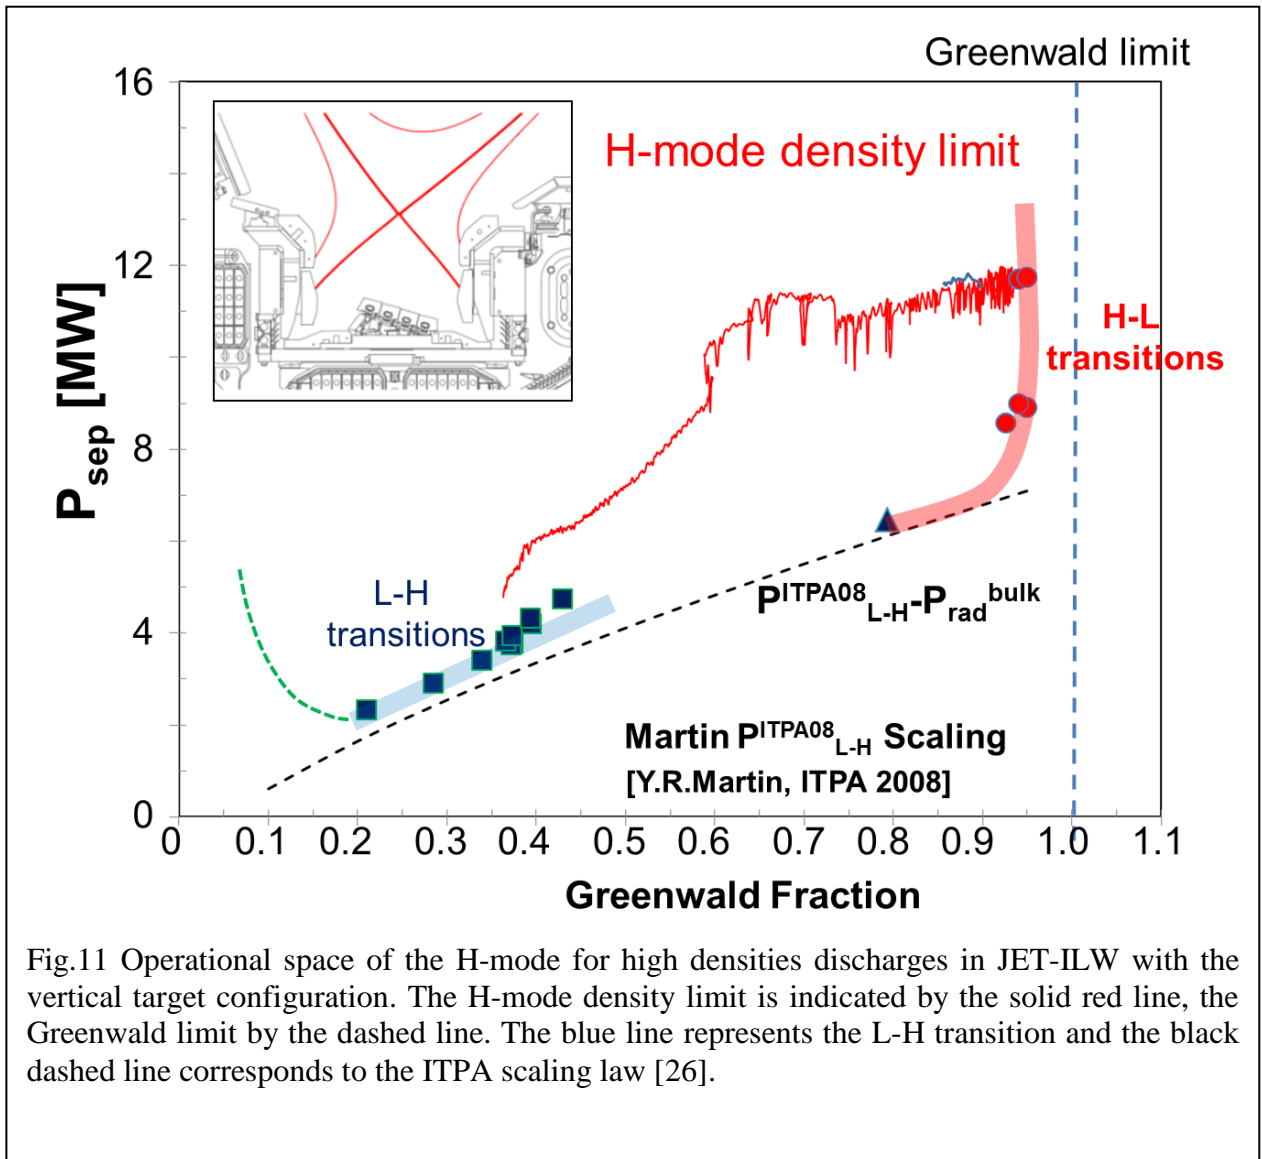 Greenwald limit
16
H-mode density limit
12
H-L
transitions
P_sep [MW]
8
L-H
transitions
P^ITPA08_L-H-P_rad^bulk
4
Martin P^ITPA08_L-H Scaling
[Y.R.Martin, ITPA 2008]
0
0 0.1 0.2 0.3 0.4 0.5 0.6 0.7 0.8 0.9 1.0 1.1
Greenwald Fraction
Fig.11 Operational space of the H-mode for high densities discharges in JET-ILW with the
vertical target configuration. The H-mode density limit is indicated by the solid red line, the
Greenwald limit by the dashed line. The blue line represents the L-H transition and the black
dashed line corresponds to the ITPA scaling law [26].